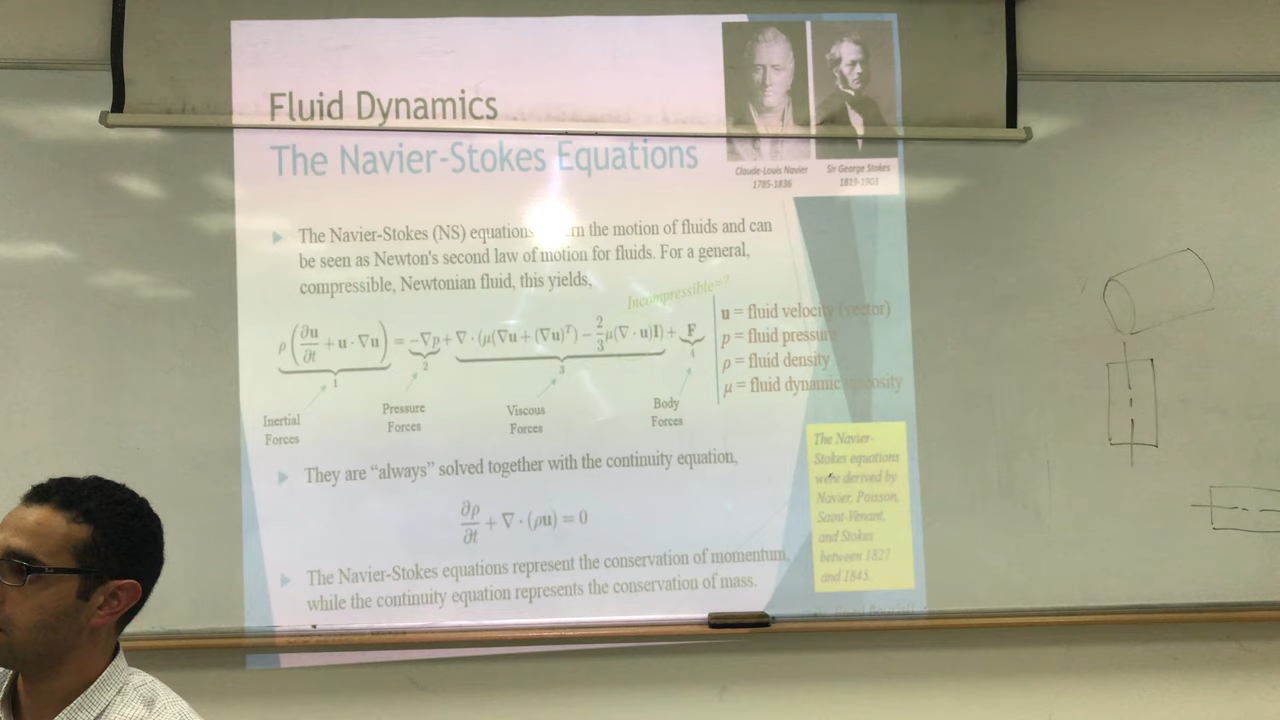 Fluid Dynamics
The Navier-Stokes Equations
Claude-Louis Navier
1785-1836
Sir George Stokes
1819-1903
The Navier-Stokes (NS) equations the motion of fluids and can
be seen as Newton's second law of motion for fluids. For a general,
compressible, Newtonian fluid, this yields,
Incompressible=?
ρ(∂u/∂t + u · ∇u) = −∇p + ∇ · (μ(∇u + (∇u)ᵀ) − 2/3 μ(∇ · u)I) + F
1 2 3 4
Inertial
Forces
Pressure
Forces
Viscous
Forces
Body
Forces
u = fluid velocity (vector)
p = fluid pressure
ρ = fluid density
μ = fluid dynamic viscosity
They are “always” solved together with the continuity equation,
∂ρ/∂t + ∇ · (ρu) = 0
The Navier-Stokes equations represent the conservation of momentum,
while the continuity equation represents the conservation of mass.
The Navier-
Stokes equations
were derived by
Navier, Poisson,
Saint-Venant,
and Stokes
between 1827
and 1845.